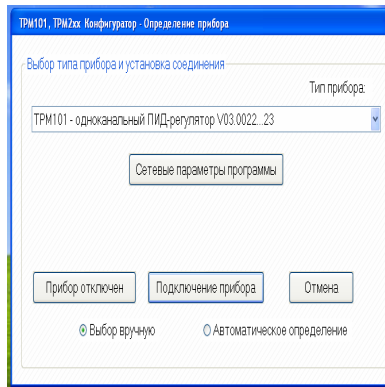 ТРМ101, ТРМ2xx Конфигуратор - Определение прибора
Выбор типа прибора и установка соединения
Тип прибора:
ТРМ101 - одноканальный ПИД-регулятор V03.0022...23
Сетевые параметры программы
Прибор отключен
Подключение прибора
Отмена
Выбор вручную
Автоматическое определение